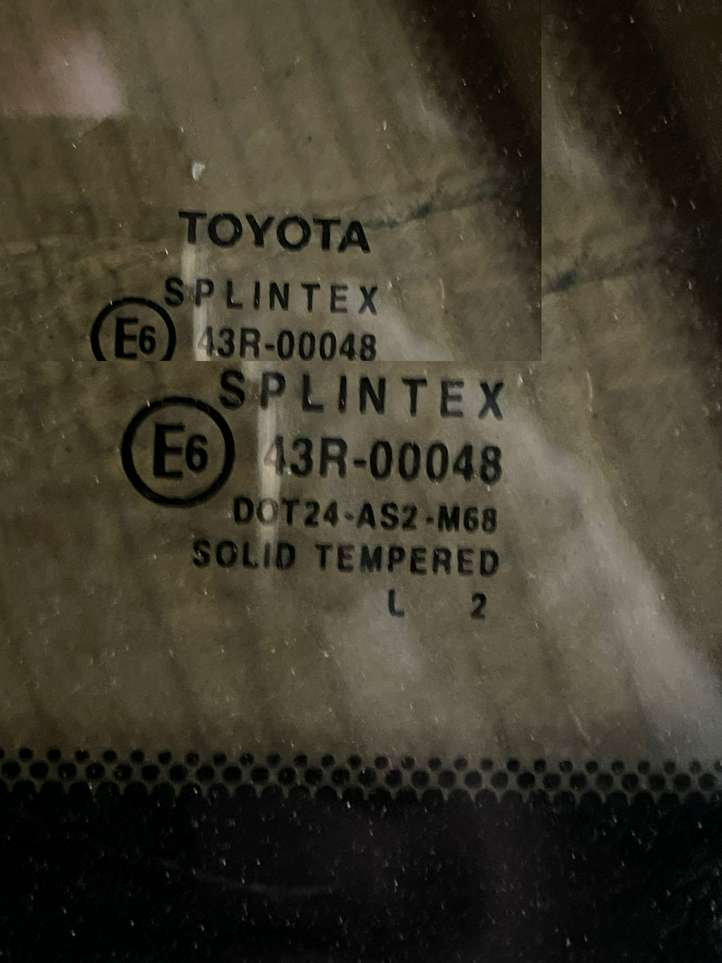 TOYOTA
SPLINTEX
E6 43R-00048
SPLINTEX
E6 43R-00048
DOT24-AS2-M68
SOLID TEMPERED
L 2